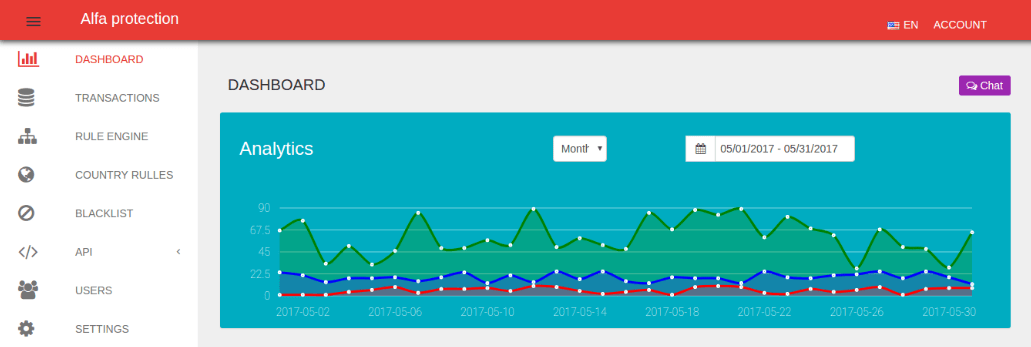 Alfa protection
EN ACCOUNT
DASHBOARD
TRANSACTIONS
RULE ENGINE
COUNTRY RULLES
BLACKLIST
API
USERS
SETTINGS
DASHBOARD
Chat
Analytics
Month
05/01/2017 - 05/31/2017
90
67.5
45
22.5
0
2017-05-02 2017-05-06 2017-05-10 2017-05-14 2017-05-18 2017-05-22 2017-05-26 2017-05-30